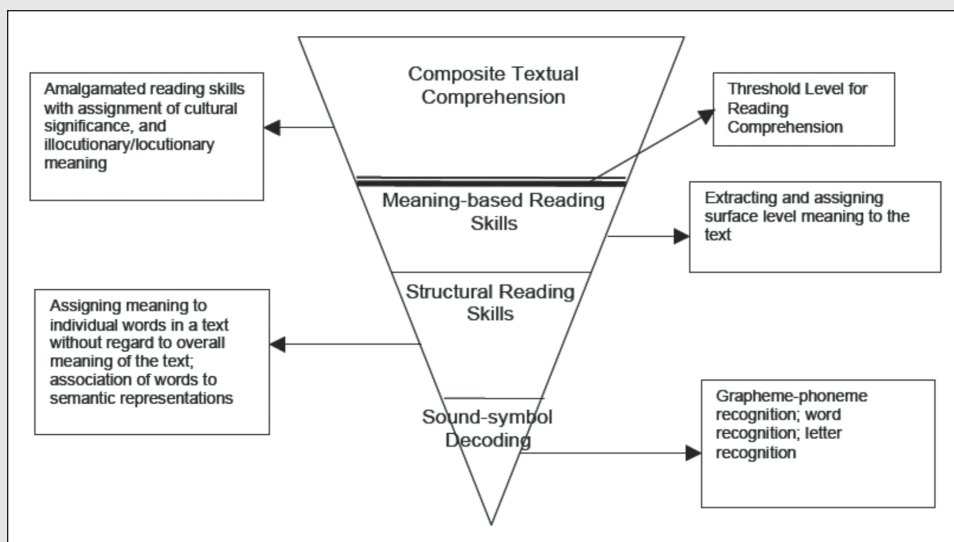 Composite Textual
Comprehension
Amalgamated reading skills
with assignment of cultural
significance, and
illocutionary/locutionary
meaning
Threshold Level for
Reading
Comprehension
Meaning-based Reading
Skills
Extracting and assigning
surface level meaning to the
text
Structural Reading
Skills
Assigning meaning to
individual words in a text
without regard to overall
meaning of the text;
association of words to
semantic representations
Sound-symbol
Decoding
Grapheme-phoneme
recognition; word
recognition; letter
recognition